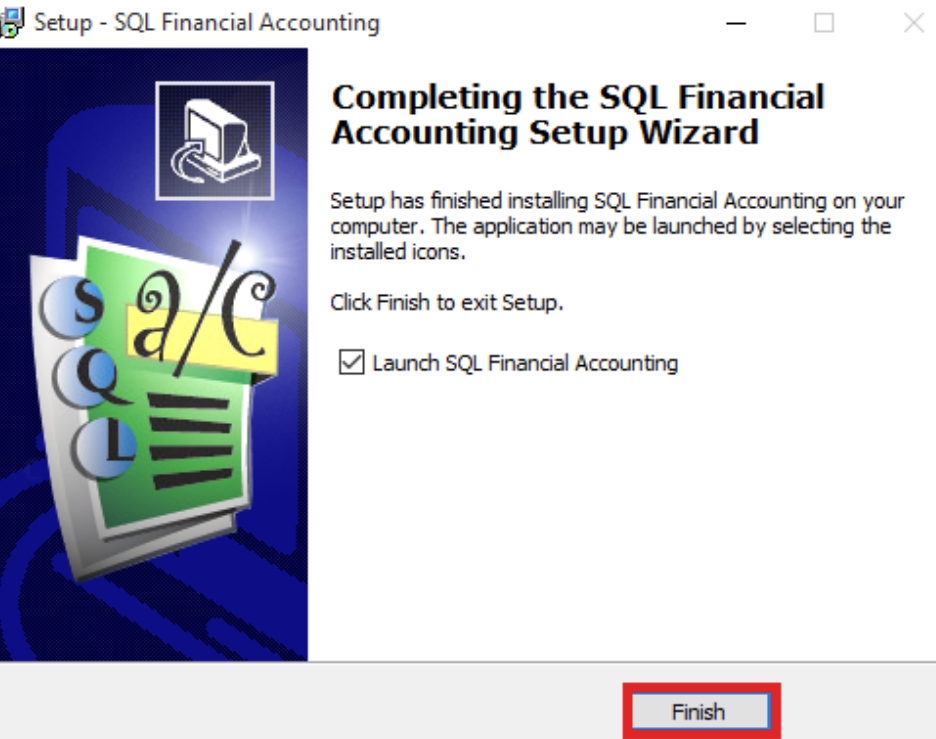 Setup - SQL Financial Accounting
Completing the SQL Financial
Accounting Setup Wizard
Setup has finished installing SQL Financial Accounting on your
computer. The application may be launched by selecting the
installed icons.
Click Finish to exit Setup.
Launch SQL Financial Accounting
S
Q
L
a/c
Finish